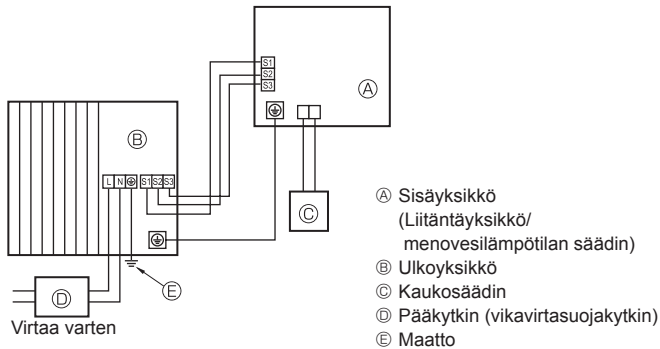 S1
S2
S3
Ⓐ
Ⓑ
L N S1 S2 S3
Ⓒ
Ⓓ
Ⓔ
Virtaa varten
Ⓐ Sisäyksikkö
(Liitäntäyksikkö/
menovesilämpötilan säädin)
Ⓑ Ulkoyksikkö
Ⓒ Kaukosäädin
Ⓓ Pääkytkin (vikavirtasuojakytkin)
Ⓔ Maatto